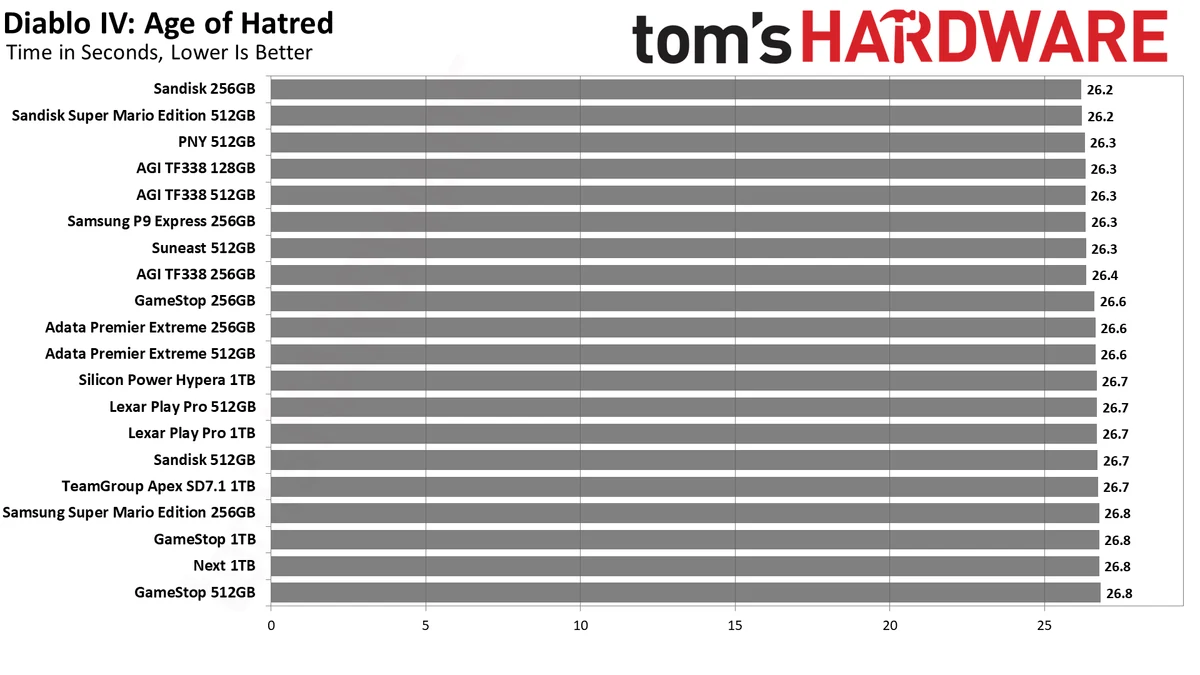 Diablo IV: Age of Hatred
Time in Seconds, Lower Is Better
tom's HARDWARE
Sandisk 256GB 26.2
Sandisk Super Mario Edition 512GB 26.2
PNY 512GB 26.3
AGI TF338 128GB 26.3
AGI TF338 512GB 26.3
Samsung P9 Express 256GB 26.3
Suneast 512GB 26.3
AGI TF338 256GB 26.4
GameStop 256GB 26.6
Adata Premier Extreme 256GB 26.6
Adata Premier Extreme 512GB 26.6
Silicon Power Hypera 1TB 26.7
Lexar Play Pro 512GB 26.7
Lexar Play Pro 1TB 26.7
Sandisk 512GB 26.7
TeamGroup Apex SD7.1 1TB 26.7
Samsung Super Mario Edition 256GB 26.8
GameStop 1TB 26.8
Next 1TB 26.8
GameStop 512GB 26.8
0 5 10 15 20 25